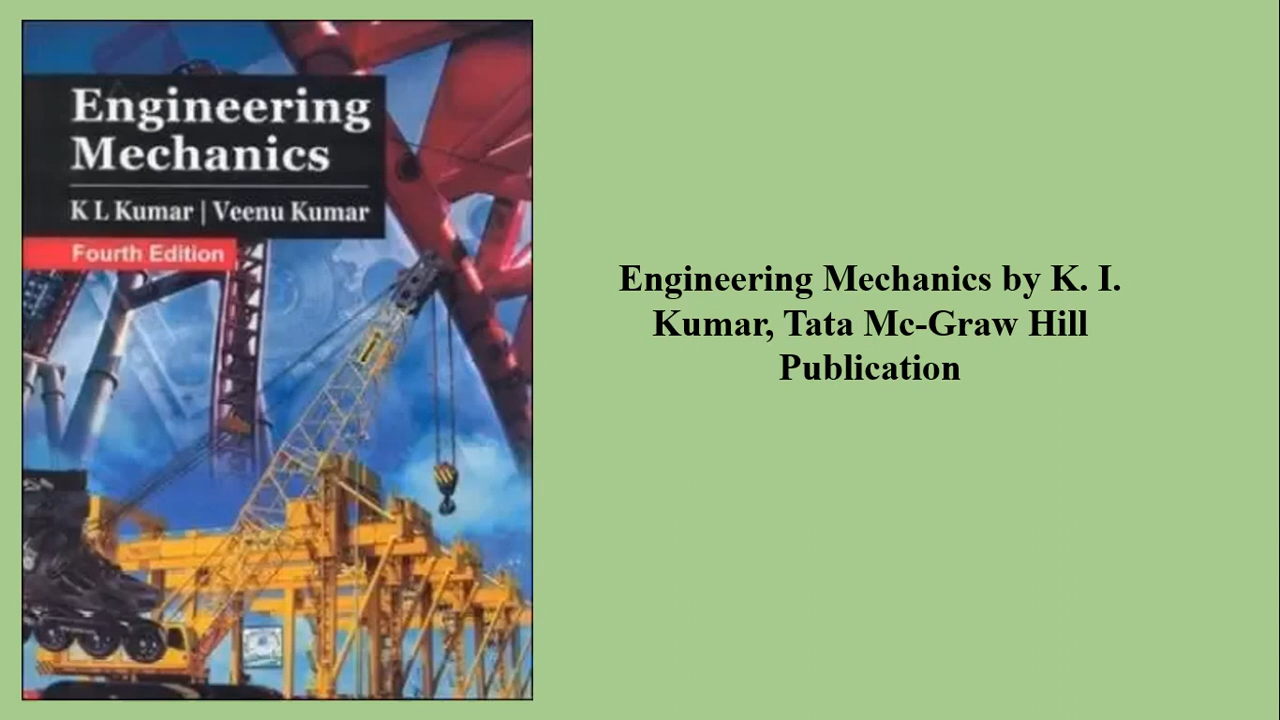 Engineering
Mechanics
K L Kumar | Veenu Kumar
Fourth Edition
Engineering Mechanics by K. I.
Kumar, Tata Mc-Graw Hill
Publication